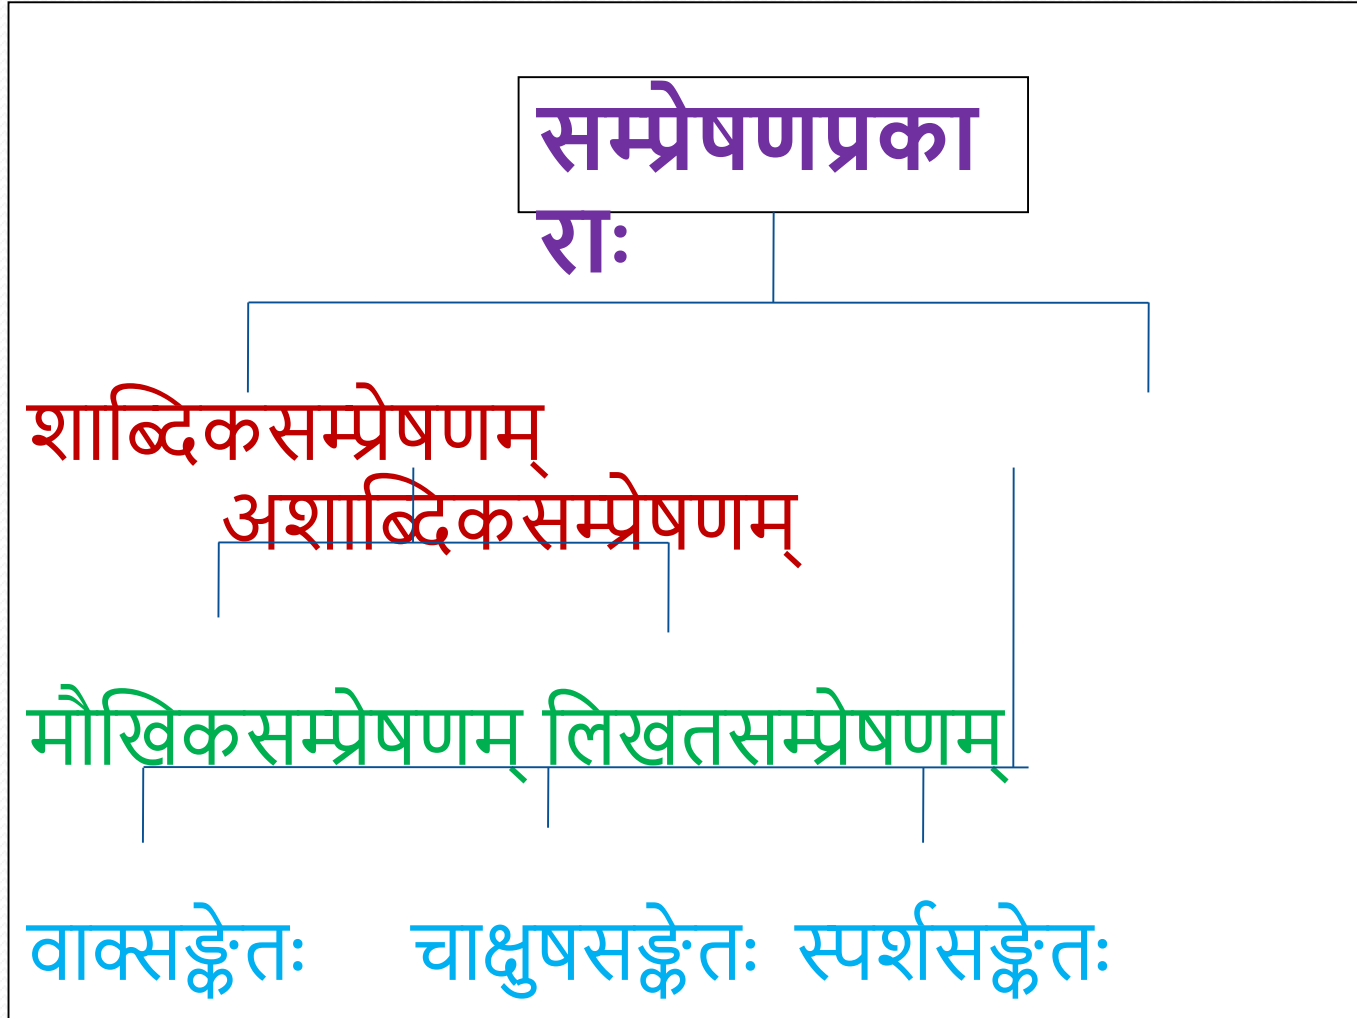 सम्प्रेषणप्रका
राः
शाब्दिकसम्प्रेषणम्
अशाब्दिकसम्प्रेषणम्
मौखिकसम्प्रेषणम् लिखतसम्प्रेषणम्
वाक्सङ्केतः चाक्षुषसङ्केतः स्पर्शसङ्केतः